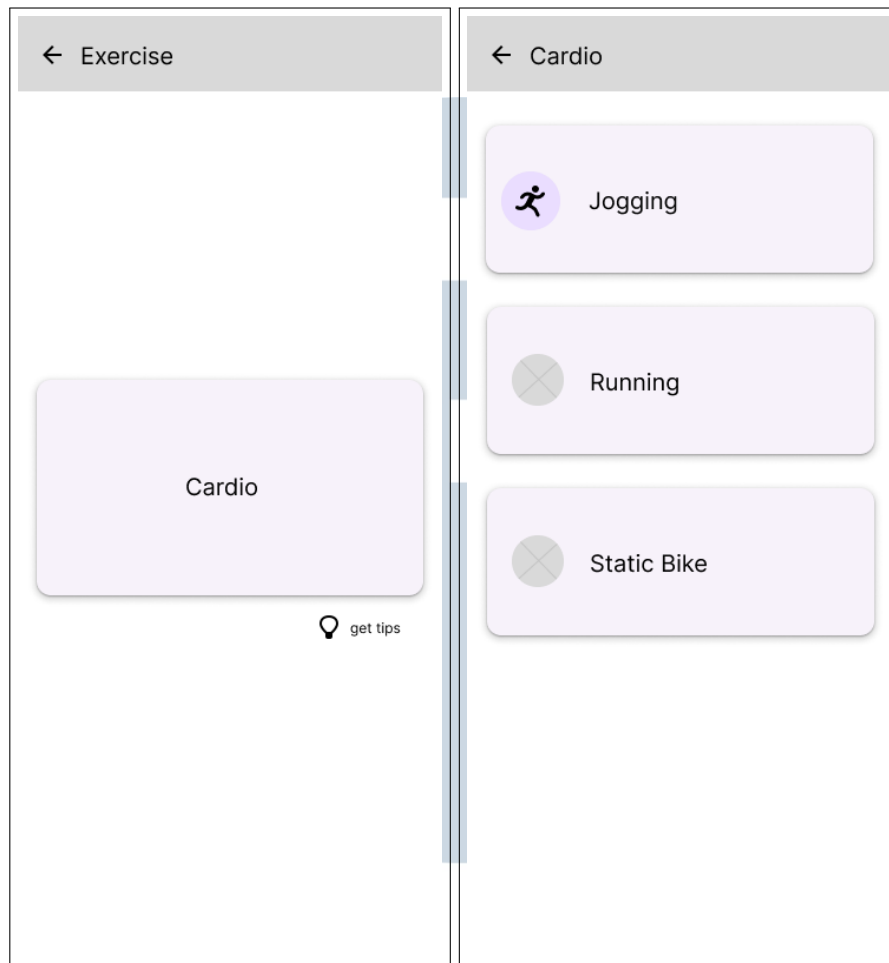 Exercise
Cardio
get tips
Cardio
Jogging
Running
Static Bike